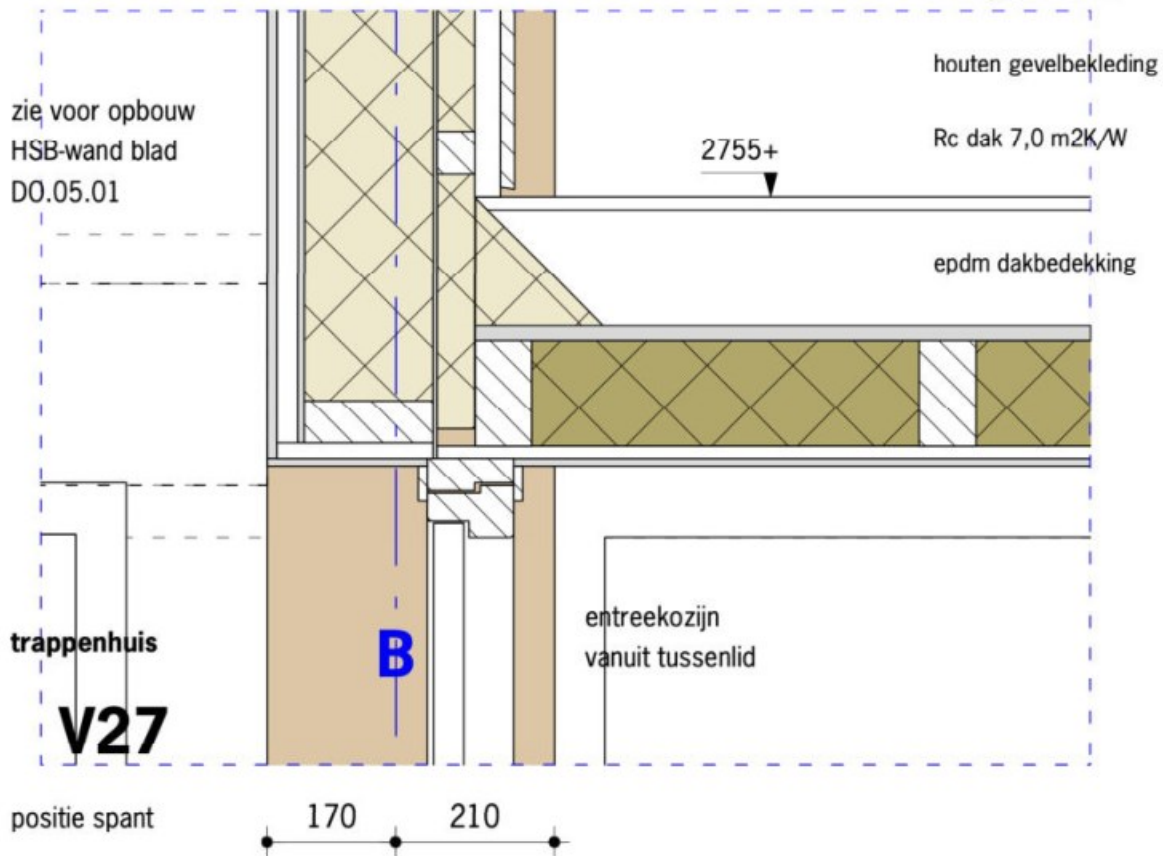 houten gevelbekleding
zie voor opbouw
HSB-wand blad
DO.05.01
Rc dak 7,0 m2K/W
2755+
epdm dakbedekking
entreekozijn
vanuit tussenlid
trappenhuis
B
V27
positie spant
170
210